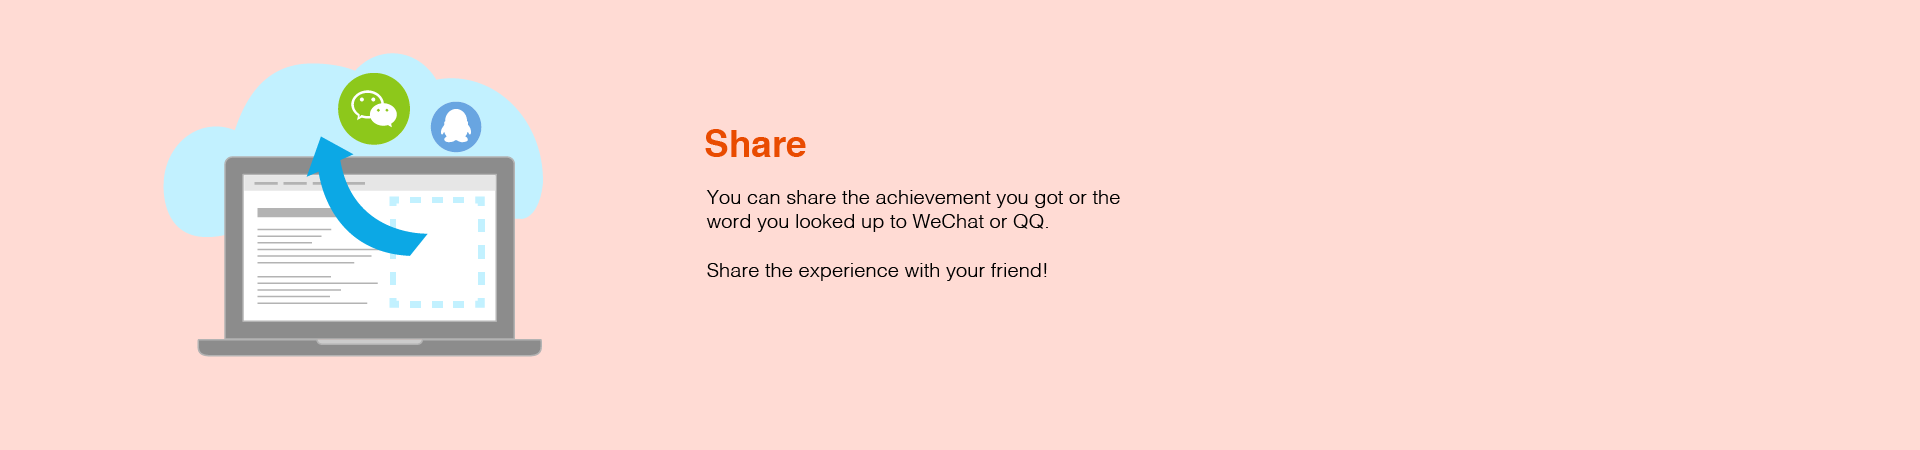 Share
You can share the achievement you got or the
word you looked up to WeChat or QQ.
Share the experience with your friend!